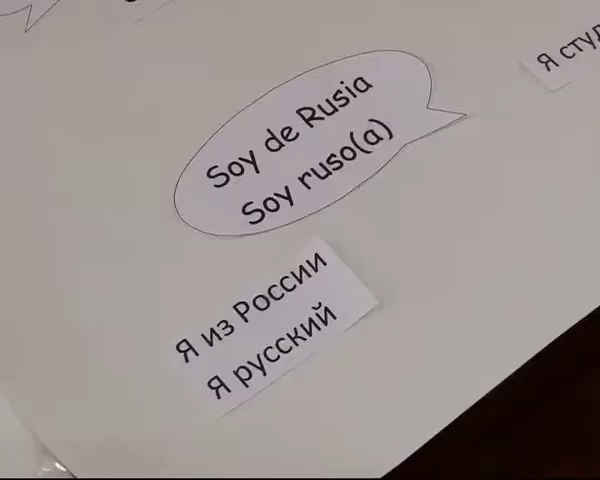 Soy de Rusia
Soy ruso(a)
Я из России
Я русский
Я